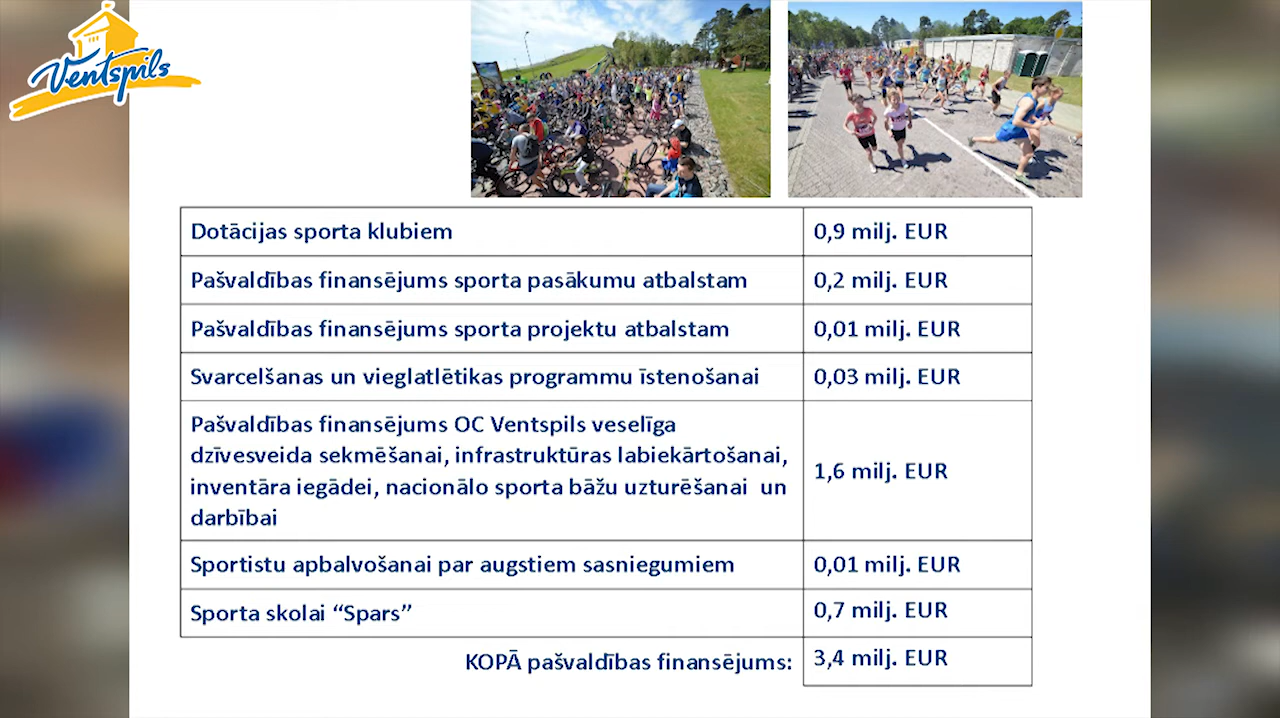 Ventspils
Dotācijas sporta klubiem
0,9 milj. EUR
Pašvaldības finansējums sporta pasākumu atbalstam
0,2 milj. EUR
Pašvaldības finansējums sporta projektu atbalstam
0,01 milj. EUR
Svarcelšanas un vieglatlētikas programmu īstenošanai
0,03 milj. EUR
Pašvaldības finansējums OC Ventspils veselīga
dzīvesveida sekmēšanai, infrastruktūras labiekārtošanai,
inventāra iegādei, nacionālo sporta bāžu uzturēšanai un
darbībai
1,6 milj. EUR
Sportistu apbalvošanai par augstiem sasniegumiem
0,01 milj. EUR
Sporta skolai “Spars”
0,7 milj. EUR
KOPĀ pašvaldības finansējums:
3,4 milj. EUR